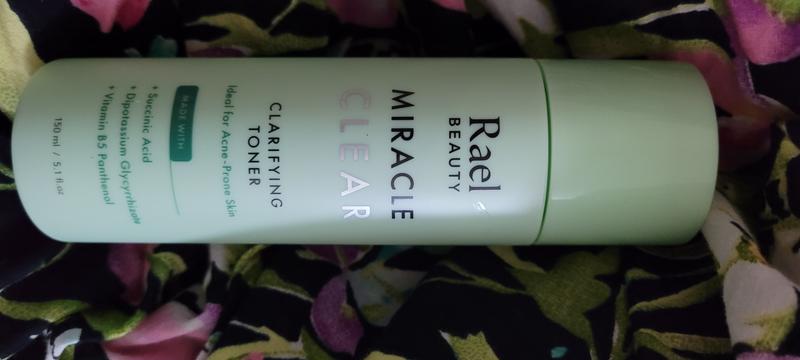 Rael
BEAUTY
MIRACLE
CLEAR
CLARIFYING
TONER
Ideal for Acne-Prone Skin
MADE WITH
+ Succinic Acid
+ Dipotassium Glycyrrhizate
+ Vitamin B5 Panthenol
150 ml / 5.1 fl oz